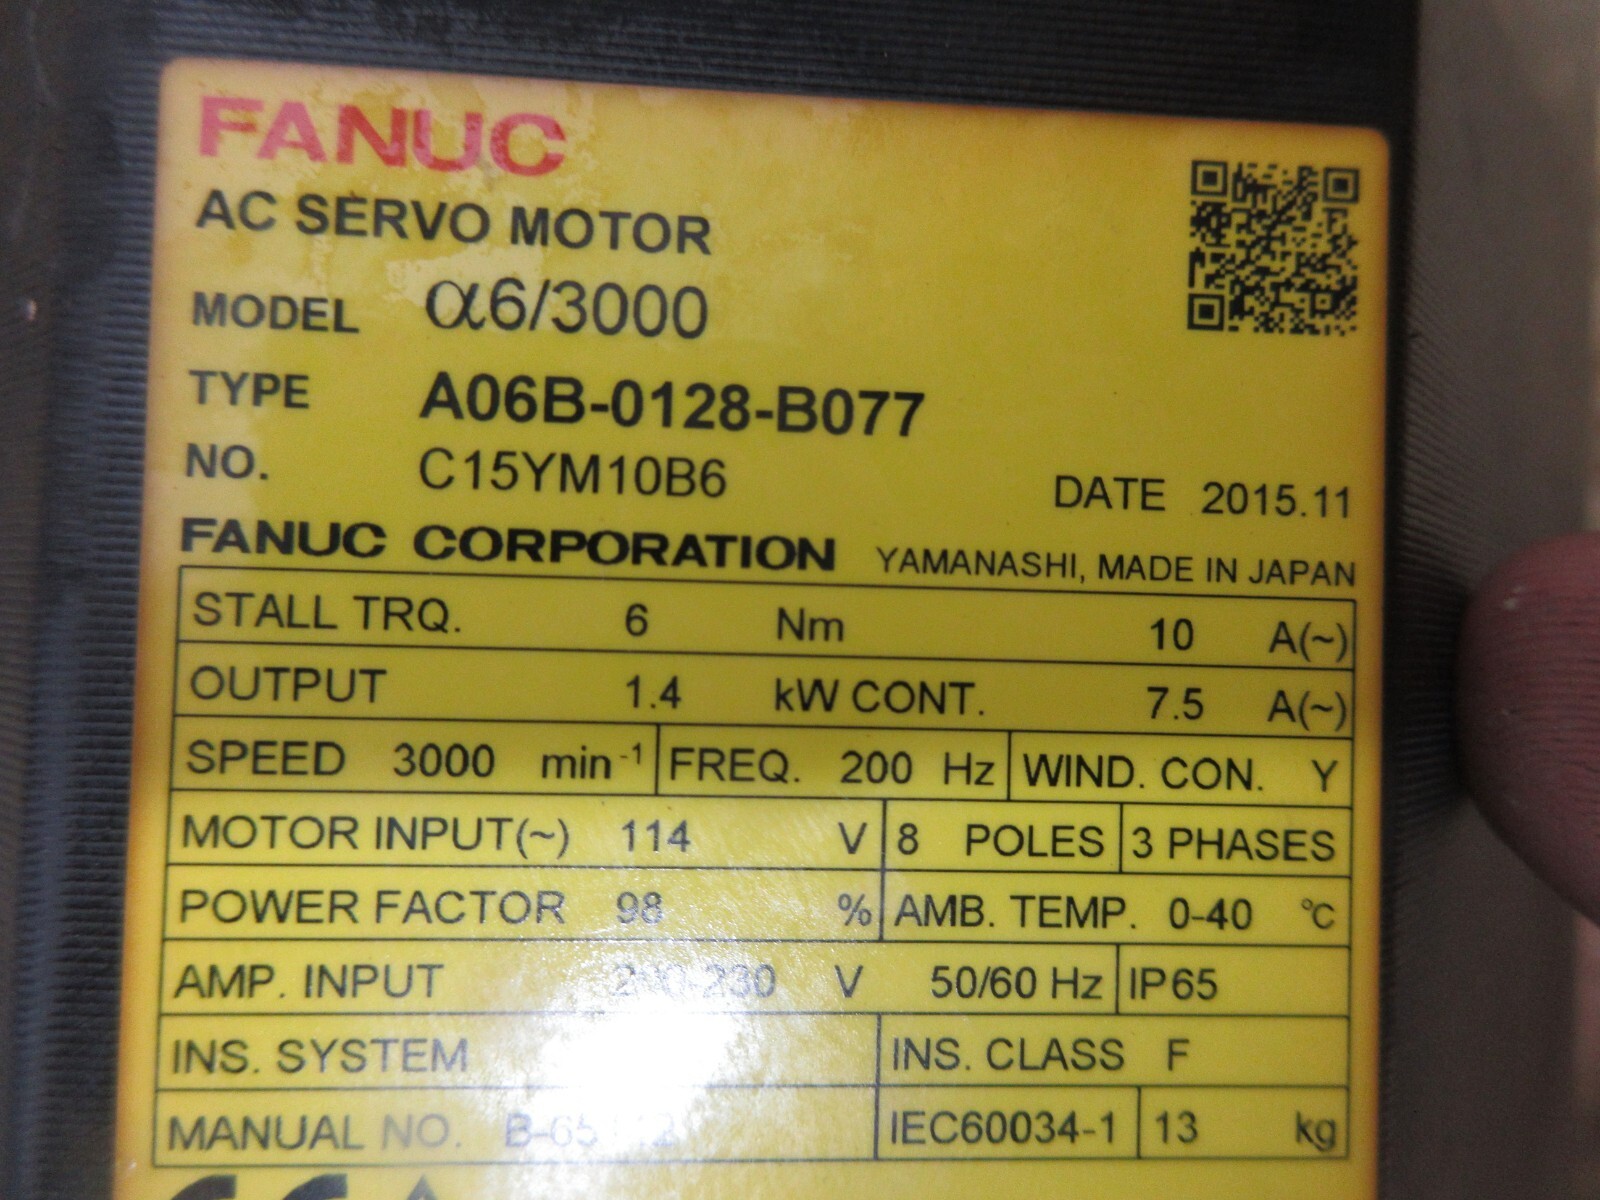 FANUC
AC SERVO MOTOR
MODEL α6/3000
TYPE A06B-0128-B077
NO. C15YM10B6 DATE 2015.11
FANUC CORPORATION YAMANASHI, MADE IN JAPAN
STALL TRQ. 6 Nm 10 A(~)
OUTPUT 1.4 kW CONT. 7.5 A(~)
SPEED 3000 min⁻¹ FREQ. 200 Hz WIND. CON. Y
MOTOR INPUT(~) 114 V 8 POLES 3 PHASES
POWER FACTOR 98 % AMB. TEMP. 0-40 °C
AMP. INPUT 200-230 V 50/60 Hz IP65
INS. SYSTEM INS. CLASS F
MANUAL NO. IEC60034-1 13 kg